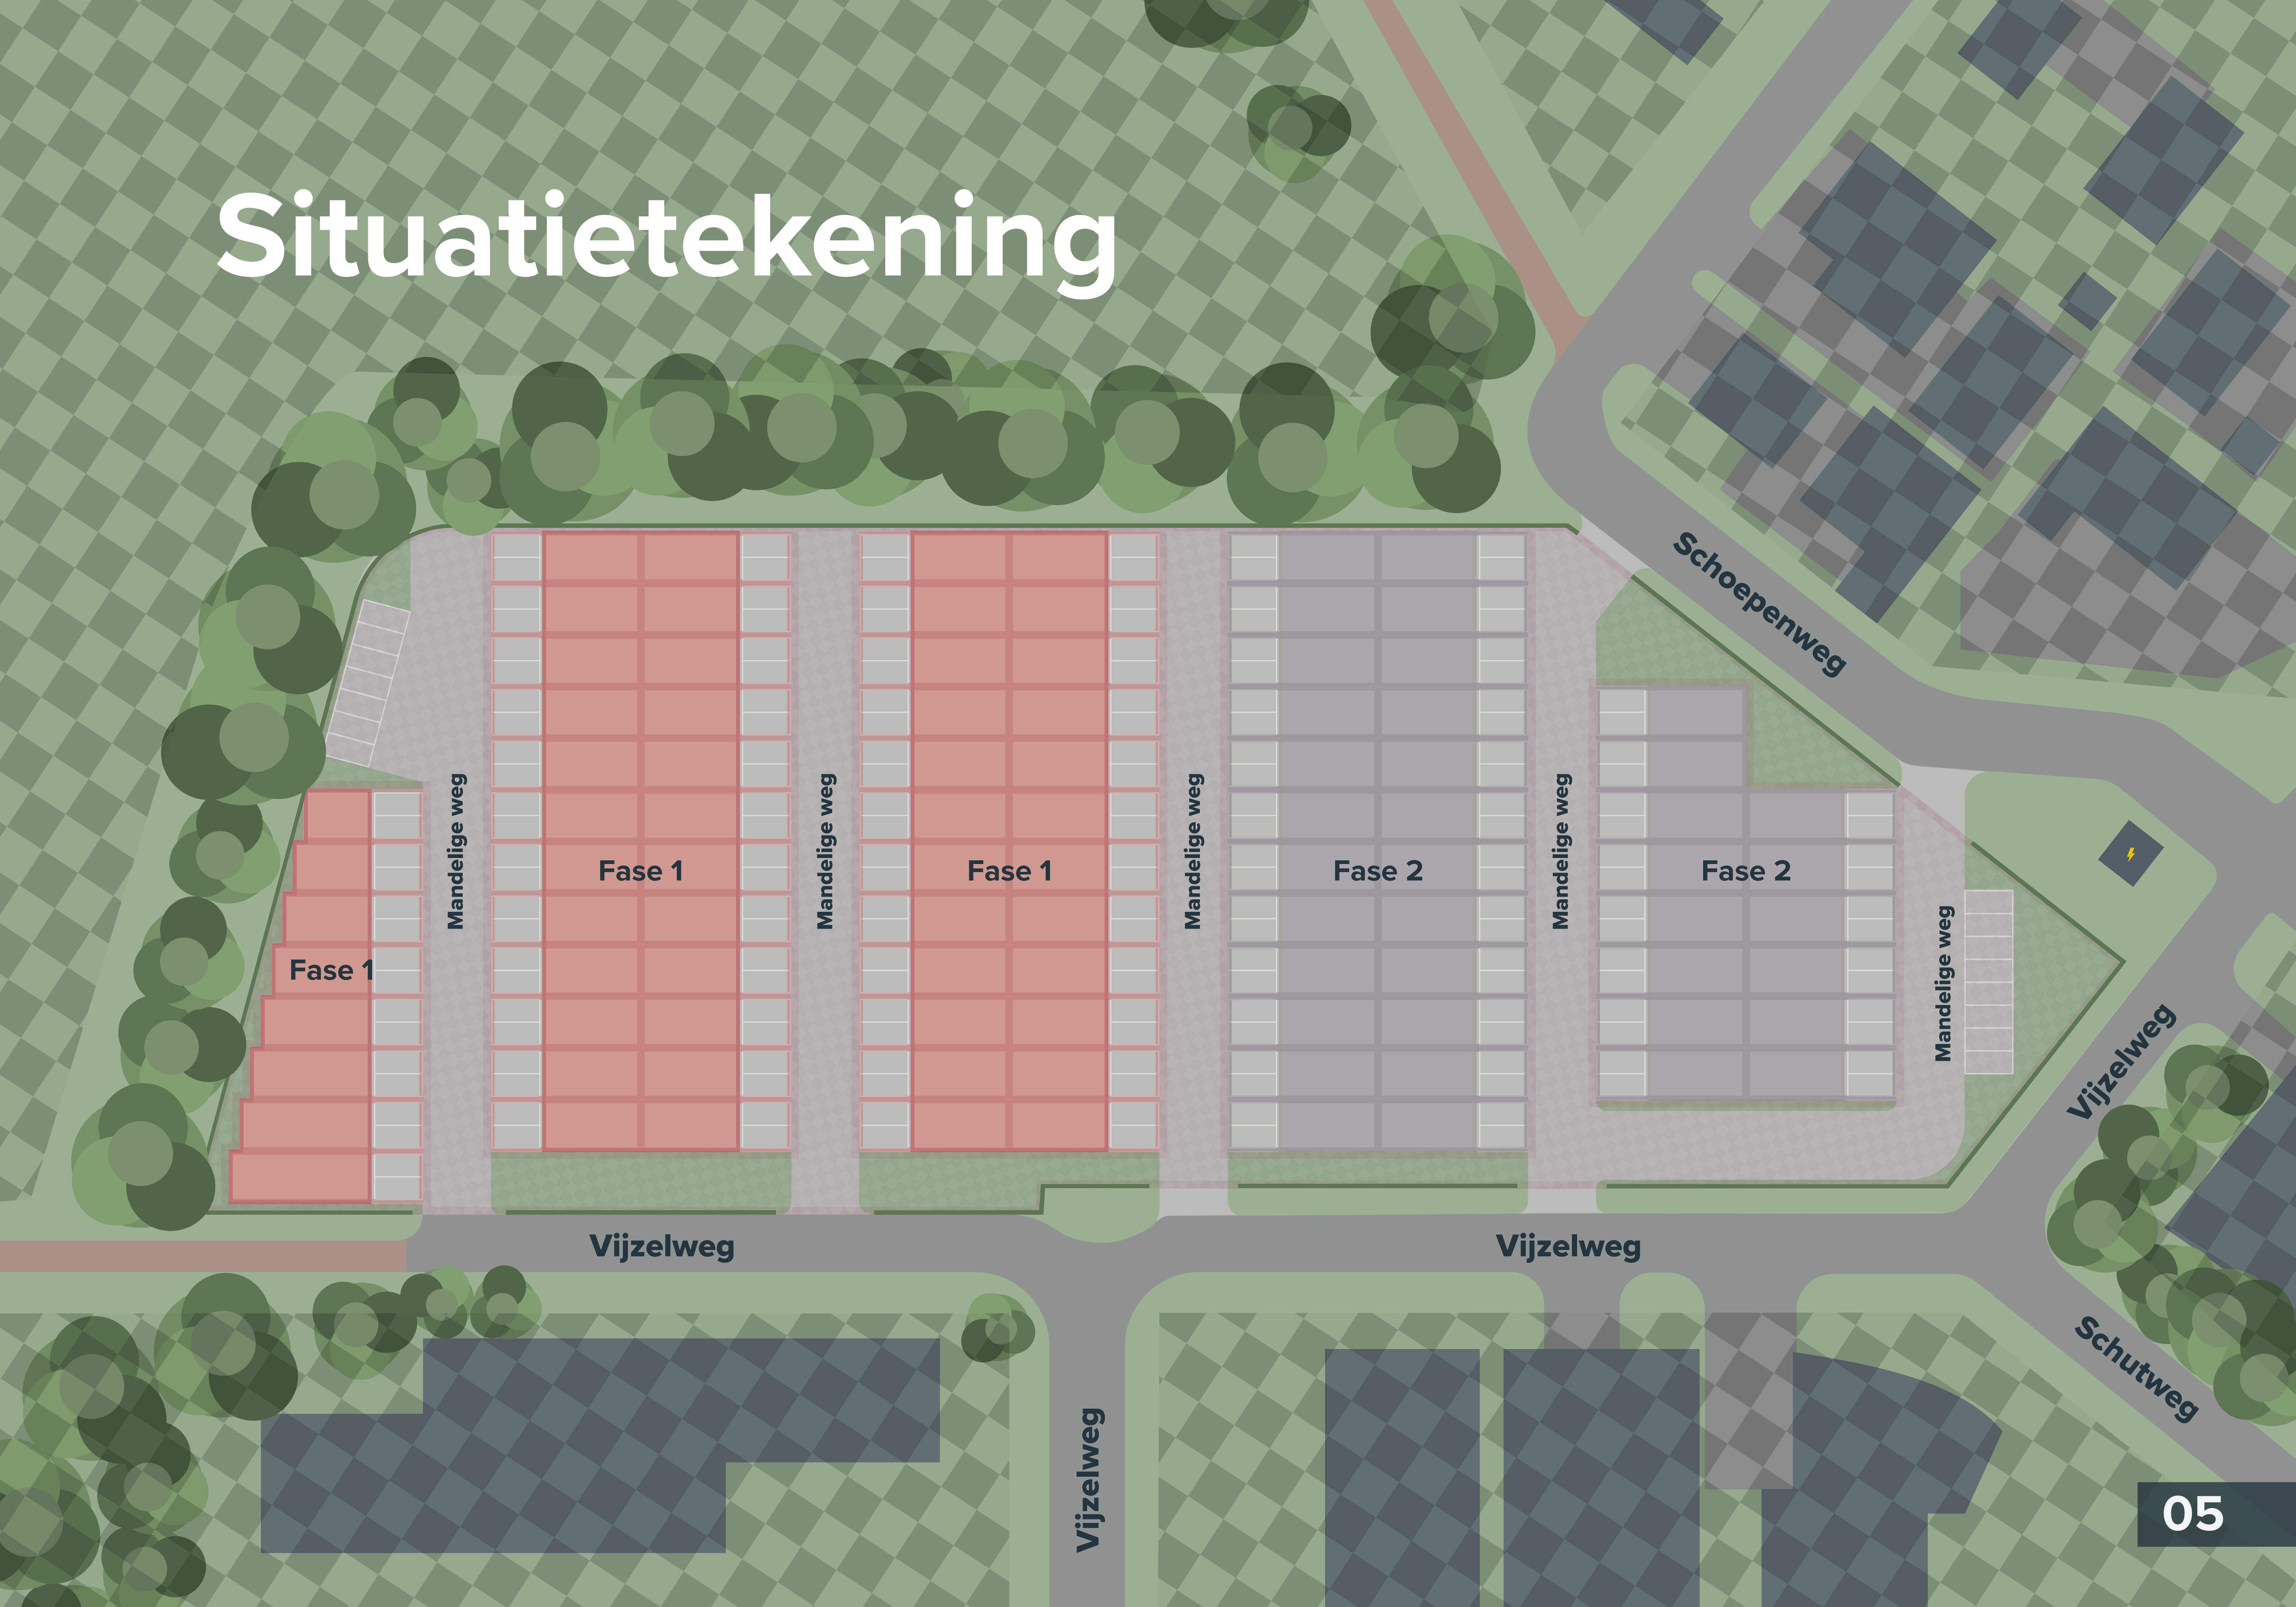 Situatietekening
Schoepenweg
Mandelige weg
Mandelige weg
Mandelige weg
Mandelige weg
Fase 1
Fase 1
Fase 2
Fase 2
Mandelige weg
Fase 1
Vijzelweg
Vijzelweg
Vijzelweg
Schutweg
Vijzelweg
05